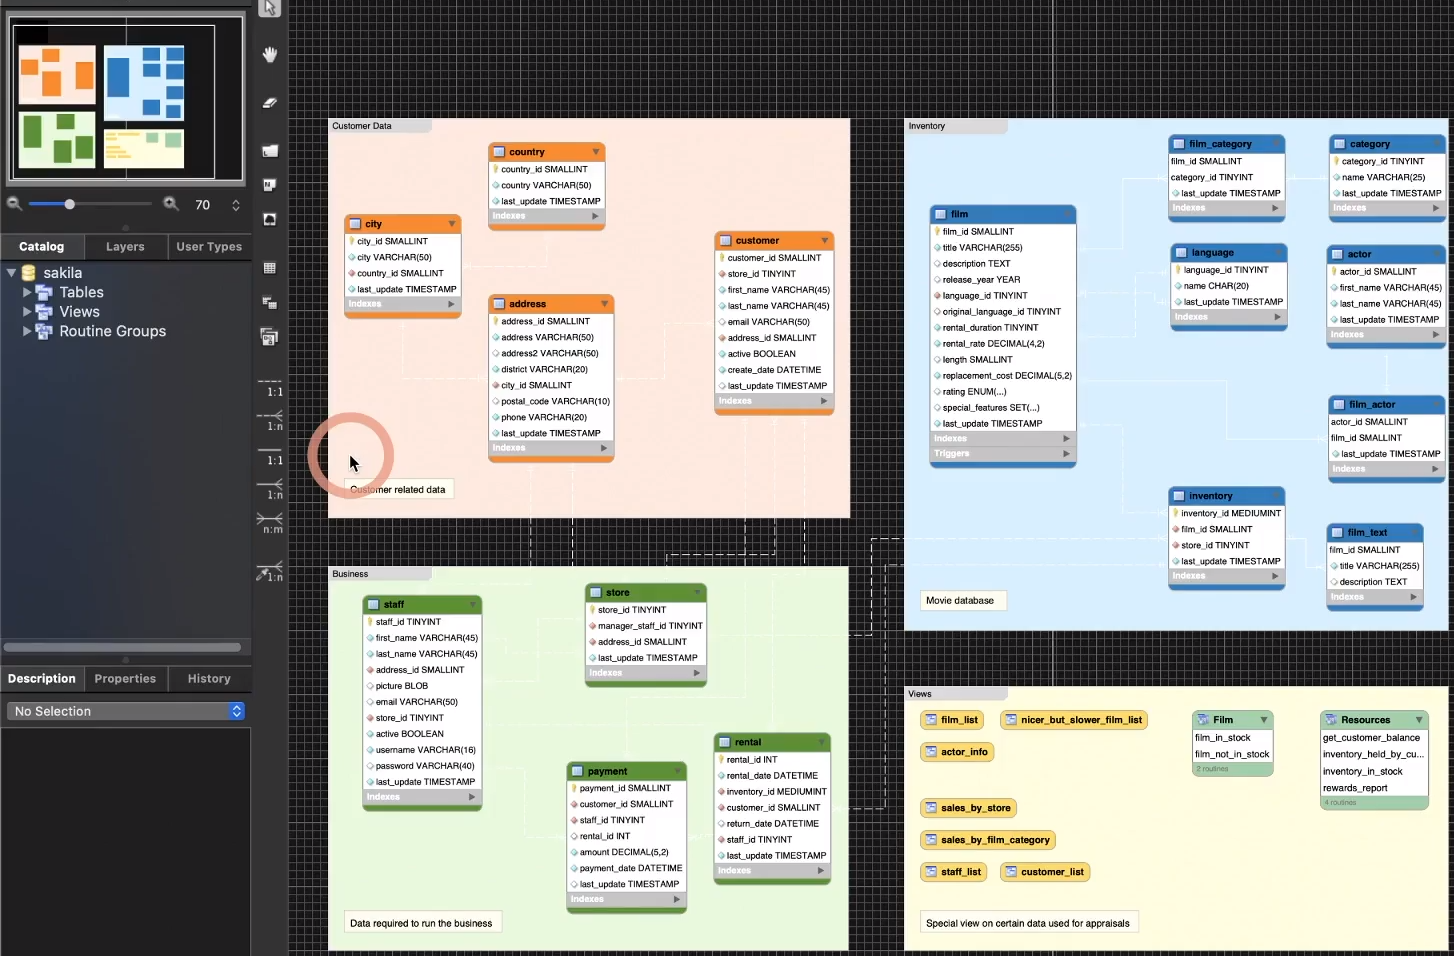 70
Catalog
Layers
User Types
sakila
Tables
Views
Routine Groups
Description
Properties
History
No Selection
1:1
1:n
1:1
1:n
n:m
1:n
Customer Data
country
country_id SMALLINT
country VARCHAR(50)
last_update TIMESTAMP
Indexes
city
city_id SMALLINT
city VARCHAR(50)
country_id SMALLINT
last_update TIMESTAMP
Indexes
address
address_id SMALLINT
address VARCHAR(50)
address2 VARCHAR(50)
district VARCHAR(20)
city_id SMALLINT
postal_code VARCHAR(10)
phone VARCHAR(20)
last_update TIMESTAMP
Indexes
customer
customer_id SMALLINT
store_id TINYINT
first_name VARCHAR(45)
last_name VARCHAR(45)
email VARCHAR(50)
address_id SMALLINT
active BOOLEAN
create_date DATETIME
last_update TIMESTAMP
Indexes
Customer related data
Business
staff
staff_id TINYINT
first_name VARCHAR(45)
last_name VARCHAR(45)
address_id SMALLINT
picture BLOB
email VARCHAR(50)
store_id TINYINT
active BOOLEAN
username VARCHAR(16)
password VARCHAR(40)
last_update TIMESTAMP
Indexes
store
store_id TINYINT
manager_staff_id TINYINT
address_id SMALLINT
last_update TIMESTAMP
Indexes
payment
payment_id SMALLINT
customer_id SMALLINT
staff_id TINYINT
rental_id INT
amount DECIMAL(5,2)
payment_date DATETIME
last_update TIMESTAMP
Indexes
rental
rental_id INT
rental_date DATETIME
inventory_id MEDIUMINT
customer_id SMALLINT
return_date DATETIME
staff_id TINYINT
last_update TIMESTAMP
Indexes
Data required to run the business
Inventory
film
film_id SMALLINT
title VARCHAR(255)
description TEXT
release_year YEAR
language_id TINYINT
original_language_id TINYINT
rental_duration TINYINT
rental_rate DECIMAL(4,2)
length SMALLINT
replacement_cost DECIMAL(5,2)
rating ENUM(...)
special_features SET(...)
last_update TIMESTAMP
Indexes
Triggers
film_category
film_id SMALLINT
category_id TINYINT
last_update TIMESTAMP
Indexes
category
category_id TINYINT
name VARCHAR(25)
last_update TIMESTAMP
Indexes
language
language_id TINYINT
name CHAR(20)
last_update TIMESTAMP
Indexes
actor
actor_id SMALLINT
first_name VARCHAR(45)
last_name VARCHAR(45)
last_update TIMESTAMP
Indexes
film_actor
actor_id SMALLINT
film_id SMALLINT
last_update TIMESTAMP
Indexes
inventory
inventory_id MEDIUMINT
film_id SMALLINT
store_id TINYINT
last_update TIMESTAMP
Indexes
film_text
film_id SMALLINT
title VARCHAR(255)
description TEXT
Indexes
Movie database
Views
film_list
nicer_but_slower_film_list
actor_info
sales_by_store
sales_by_film_category
staff_list
customer_list
Film
film_in_stock
film_not_in_stock
2 routines
Resources
get_customer_balance
inventory_held_by_cu...
inventory_in_stock
rewards_report
4 routines
Special view on certain data used for appraisals